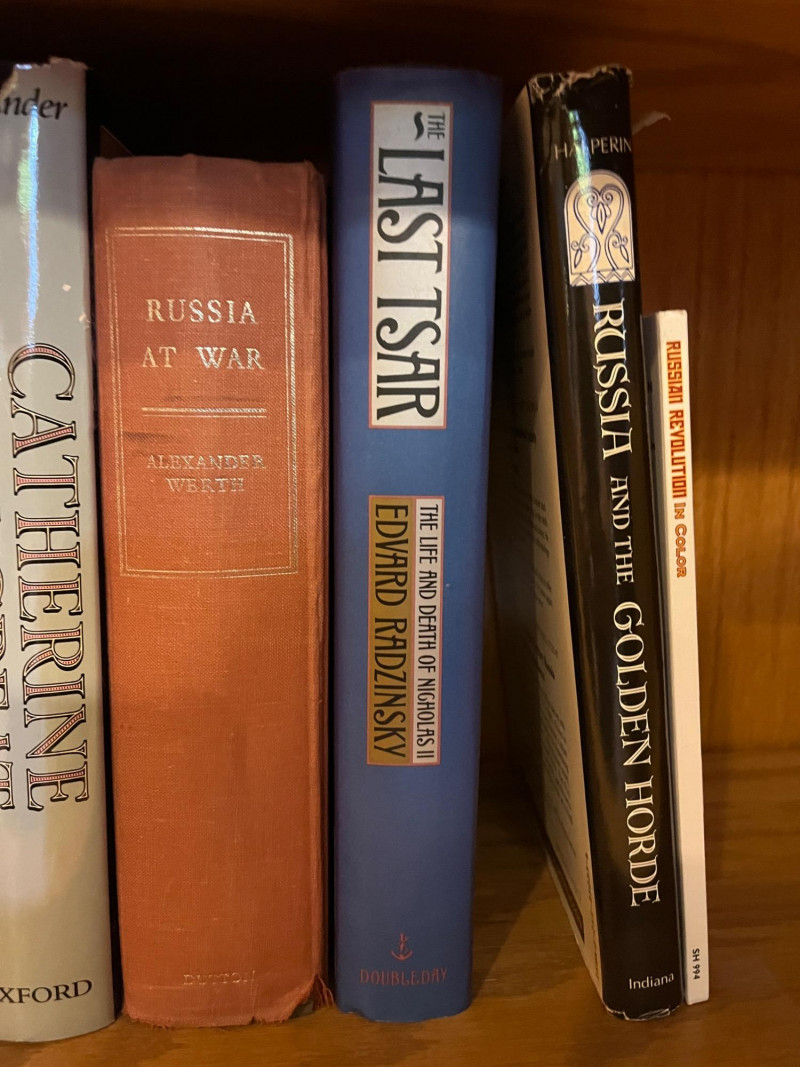 nder
CATHERINE
XFORD
RUSSIA
AT WAR
ALEXANDER
WERTH
DUTTON
THE
LAST TSAR
THE LIFE AND DEATH OF NICHOLAS II
EDVARD RADZINSKY
DOUBLEDAY
HALPERIN
RUSSIA AND THE GOLDEN HORDE
Indiana
RUSSIAN REVOLUTION IN COLOR
SH 994